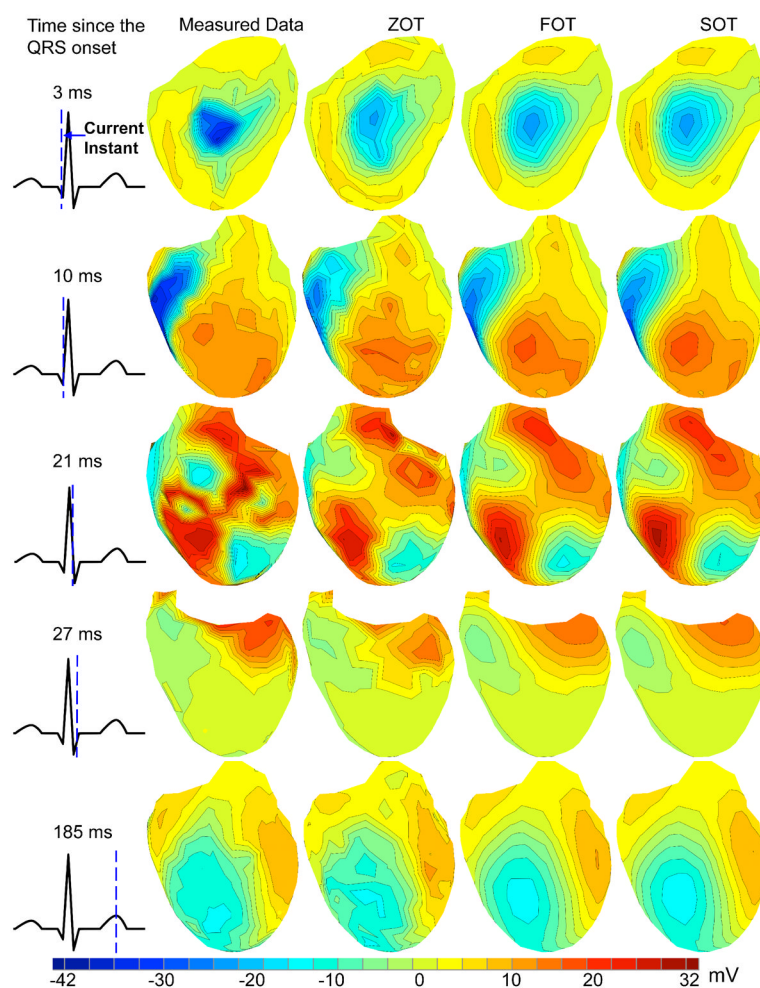 Time since the Measured Data ZOT FOT SOT
QRS onset
3 ms
Current
Instant
10 ms
21 ms
27 ms
185 ms
-42 -30 -20 -10 0 10 20 32 mV